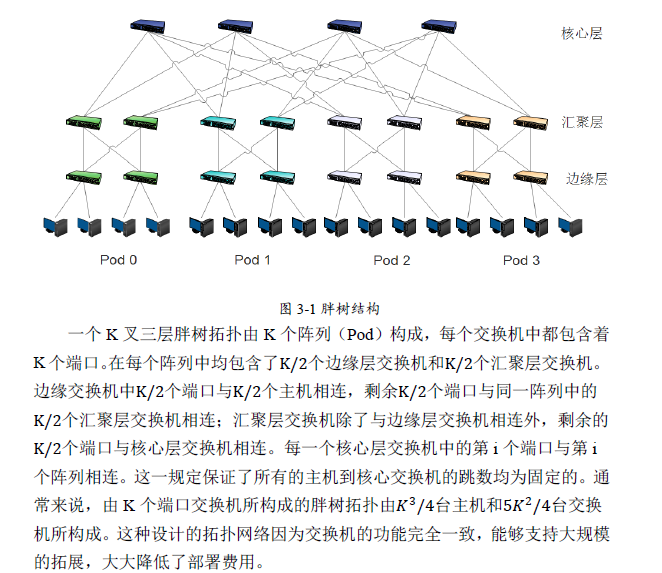 核心层
汇聚层
边缘层
Pod 0 Pod 1 Pod 2 Pod 3
图 3-1 胖树结构
一个 K 叉三层胖树拓扑由 K 个阵列（Pod）构成，每个交换机中都包含着
K 个端口。在每个阵列中均包含了K/2个边缘层交换机和K/2个汇聚层交换机。
边缘交换机中K/2个端口与K/2个主机相连，剩余K/2个端口与同一阵列中的
K/2个汇聚层交换机相连；汇聚层交换机除了与边缘层交换机相连外，剩余的
K/2个端口与核心层交换机相连。每一个核心层交换机中的第 i 个端口与第 i
个阵列相连。这一规定保证了所有的主机到核心交换机的跳数均为固定的。通
常来说，由 K 个端口交换机所构成的胖树拓扑由K³/4台主机和5K²/4台交换
机所构成。这种设计的拓扑网络因为交换机的功能完全一致，能够支持大规模
的拓展，大大降低了部署费用。